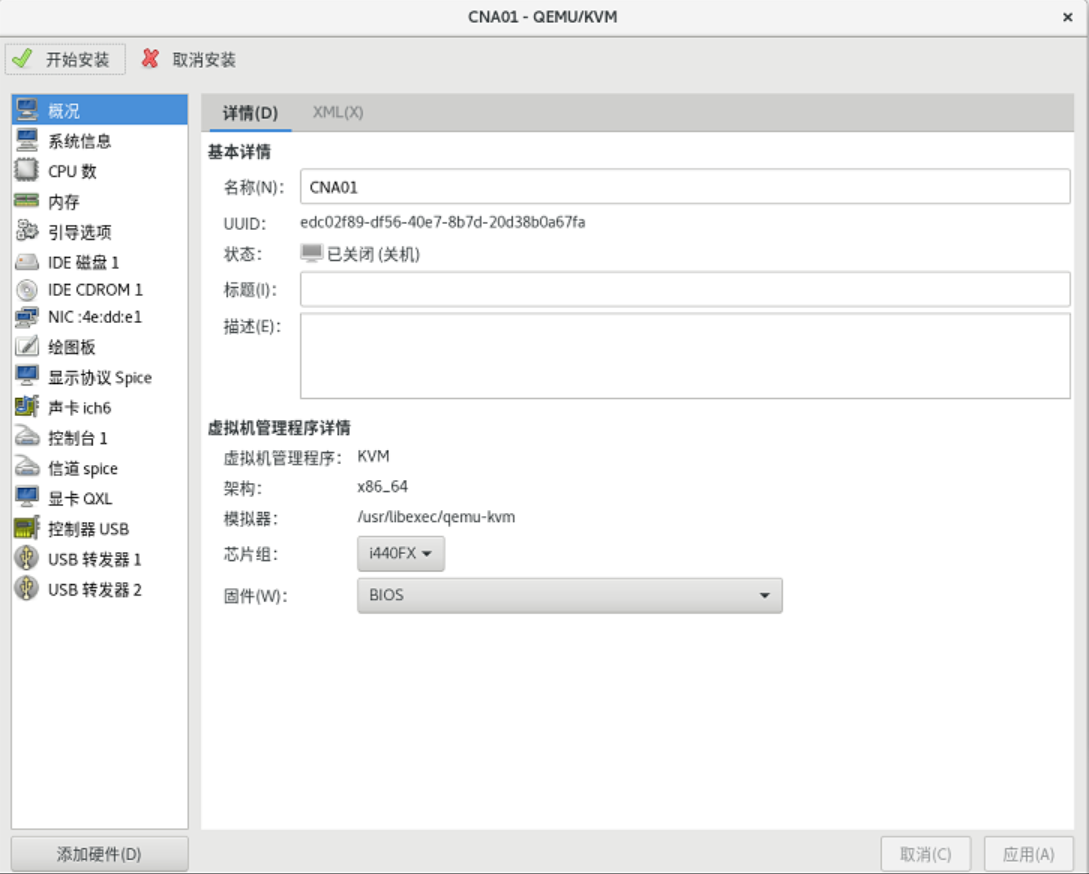 CNA01 - QEMU/KVM
开始安装 取消安装
概况
系统信息
CPU 数
内存
引导选项
IDE 磁盘 1
IDE CDROM 1
NIC :4e:dd:e1
绘图板
显示协议 Spice
声卡 ich6
控制台 1
信道 spice
显卡 QXL
控制器 USB
USB 转发器 1
USB 转发器 2
添加硬件(D)
详情(D) XML(X)
基本详情
名称(N): CNA01
UUID: edc02f89-df56-40e7-8b7d-20d38b0a67fa
状态: 已关闭 (关机)
标题(I):
描述(E):
虚拟机管理程序详情
虚拟机管理程序: KVM
架构: x86_64
模拟器: /usr/libexec/qemu-kvm
芯片组: i440FX
固件(W): BIOS
取消(C) 应用(A)